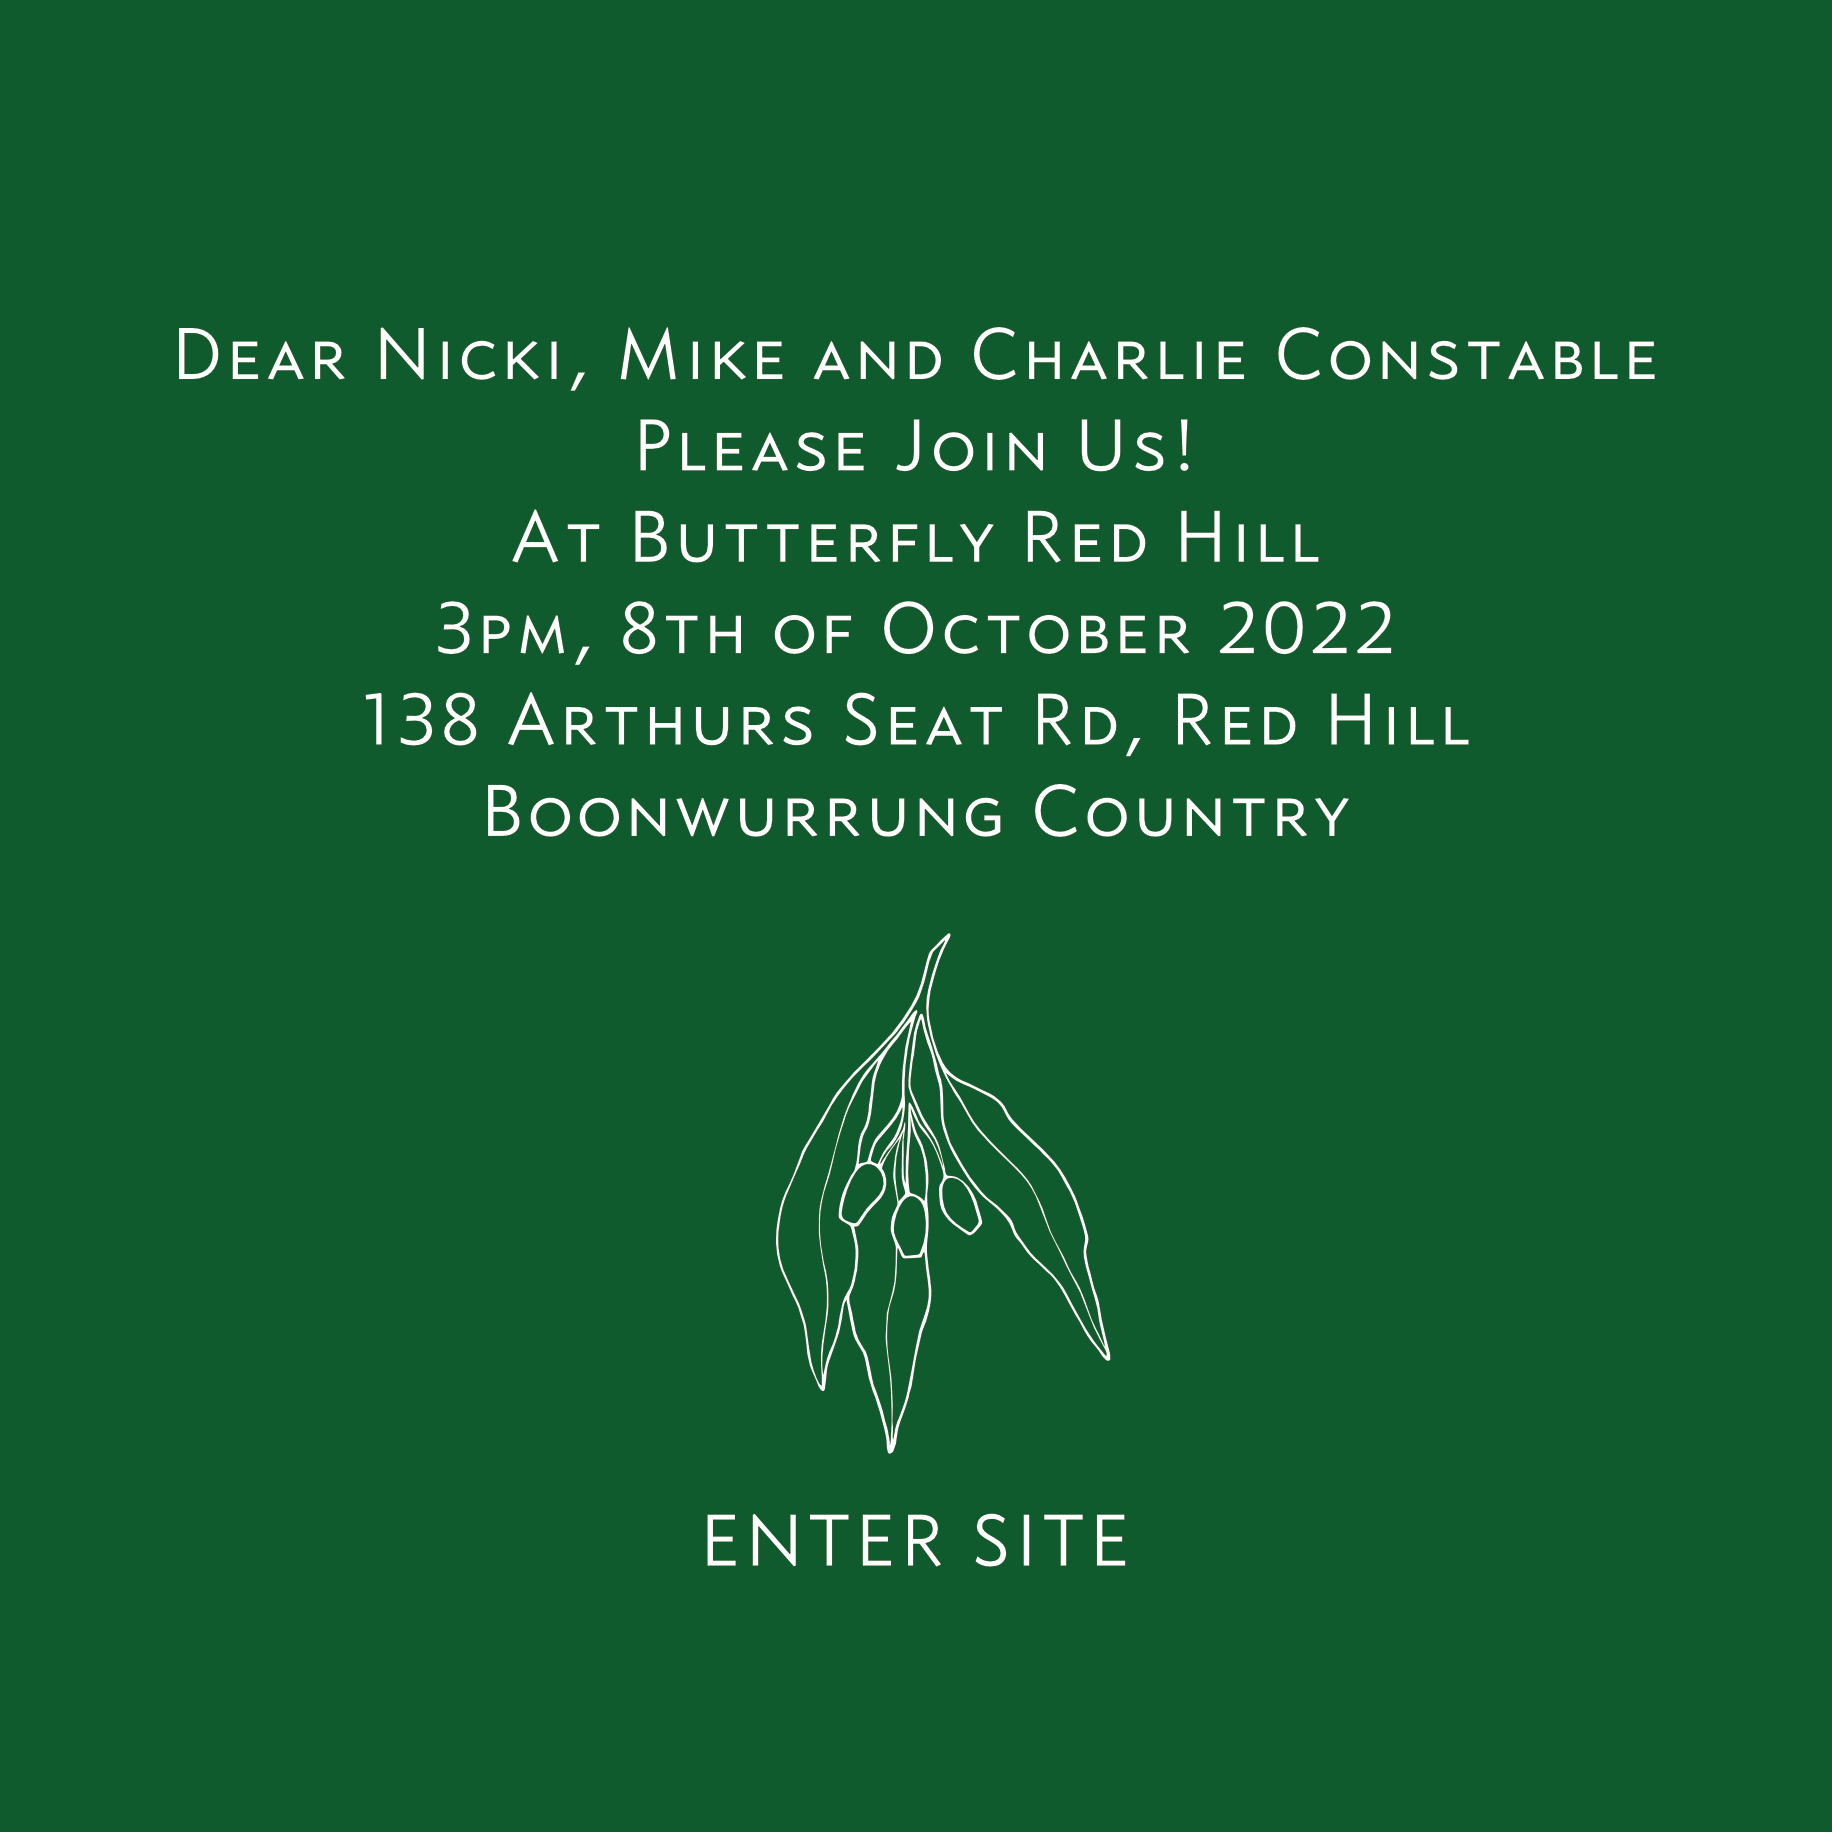 Dear Nicki, Mike and Charlie Constable
Please Join Us!
At Butterfly Red Hill
3pm, 8th of October 2022
138 Arthurs Seat Rd, Red Hill
Boonwurrung Country
ENTER SITE